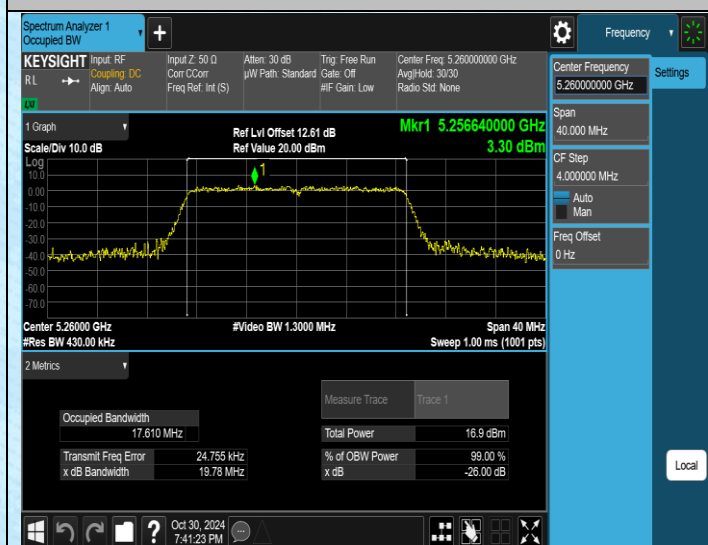 Spectrum Analyzer 1
Occupied BW
Frequency
KEYSIGHT
R L
LXI
Input: RF
Coupling: DC
Align: Auto
Input Z: 50 Ω
Corr CCorr
Freq Ref: Int (S)
Atten: 30 dB
µW Path: Standard
Trig: Free Run
Gate: Off
#IF Gain: Low
Center Freq: 5.260000000 GHz
Avg|Hold: 30/30
Radio Std: None
Center Frequency
5.260000000 GHz
Settings
Span
40.000 MHz
CF Step
4.000000 MHz
Auto
Man
Freq Offset
0 Hz
Local
1 Graph
Scale/Div 10.0 dB
Ref Lvl Offset 12.61 dB
Ref Value 20.00 dBm
Mkr1 5.256640000 GHz
3.30 dBm
Log
10.0
0.00
-10.0
-20.0
-30.0
-40.0
-50.0
-60.0
-70.0
1
Center 5.26000 GHz
#Res BW 430.00 kHz
#Video BW 1.3000 MHz
Span 40 MHz
Sweep 1.00 ms (1001 pts)
2 Metrics
Measure Trace
Trace 1
Occupied Bandwidth
17.610 MHz
Total Power
16.9 dBm
Transmit Freq Error
24.755 kHz
% of OBW Power
99.00 %
x dB Bandwidth
19.78 MHz
x dB
-26.00 dB
Oct 30, 2024
7:41:23 PM